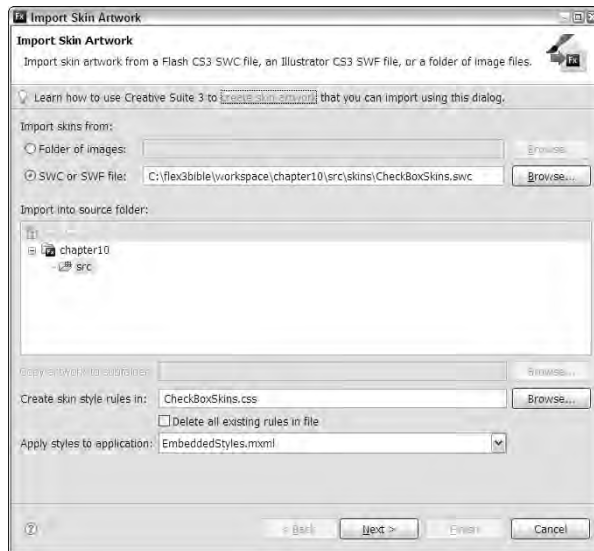 Import Skin Artwork
Import Skin Artwork
Import skin artwork from a Flash CS3 SWC file, an Illustrator CS3 SWF file, or a folder of image files.
Learn how to use Creative Suite 3 to create skin artwork that you can import using this dialog.
Import skins from:
Folder of images:
Browse...
SWC or SWF file: C:\flex3bible\workspace\chapter10\src\skins\CheckBoxSkins.swc Browse...
Import into source folder:
chapter10
src
Copy artwork to subfolder: Browse...
Create skin style rules in: CheckBoxSkins.css Browse...
Delete all existing rules in file
Apply styles to application: EmbeddedStyles.mxml
< Back Next > Finish Cancel